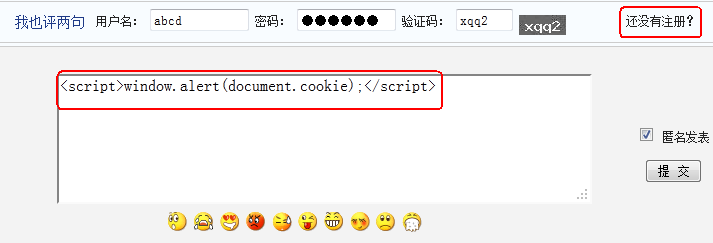 我也评两句 用户名： abcd 密码： ●●●●●● 验证码： xqq2 xqq2 还没有注册？
<script>window.alert(document.cookie);</script>
匿名发表
提 交